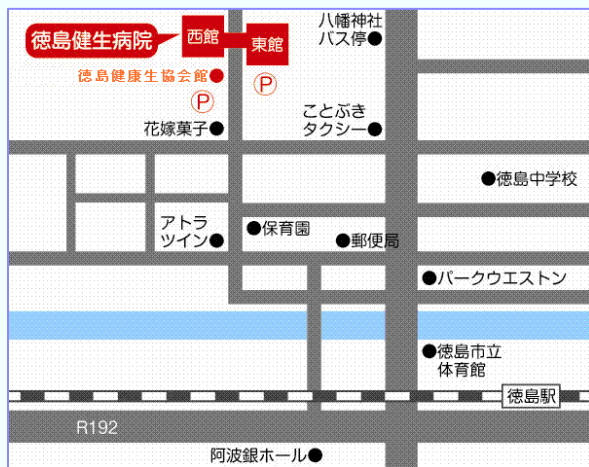 徳島健生病院
西館
東館
八幡神社
バス停
徳島健康生協会館
P
P
花嫁菓子
ことぶき
タクシー
徳島中学校
アトラ
ツイン
保育園
郵便局
パークウエストン
徳島市立
体育館
徳島駅
R192
阿波銀ホール